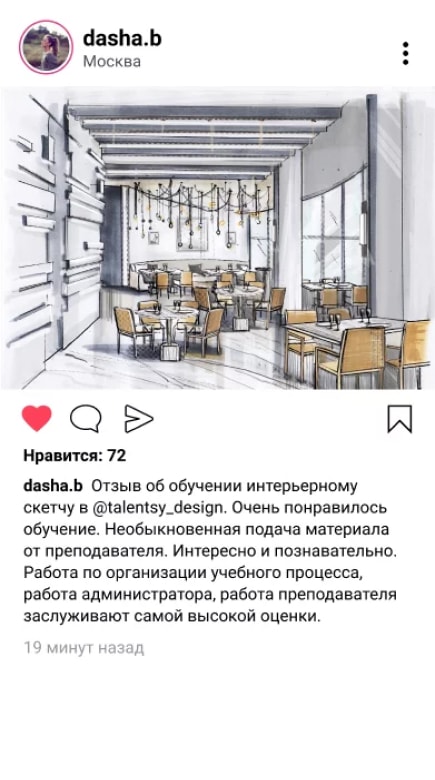 dasha.b
Москва
Нравится: 72
dasha.b Отзыв об обучении интерьерному
скетчу в @talentsy_design. Очень понравилось
обучение. Необыкновенная подача материала
от преподавателя. Интересно и познавательно.
Работа по организации учебного процесса,
работа администратора, работа преподавателя
заслуживают самой высокой оценки.
19 минут назад